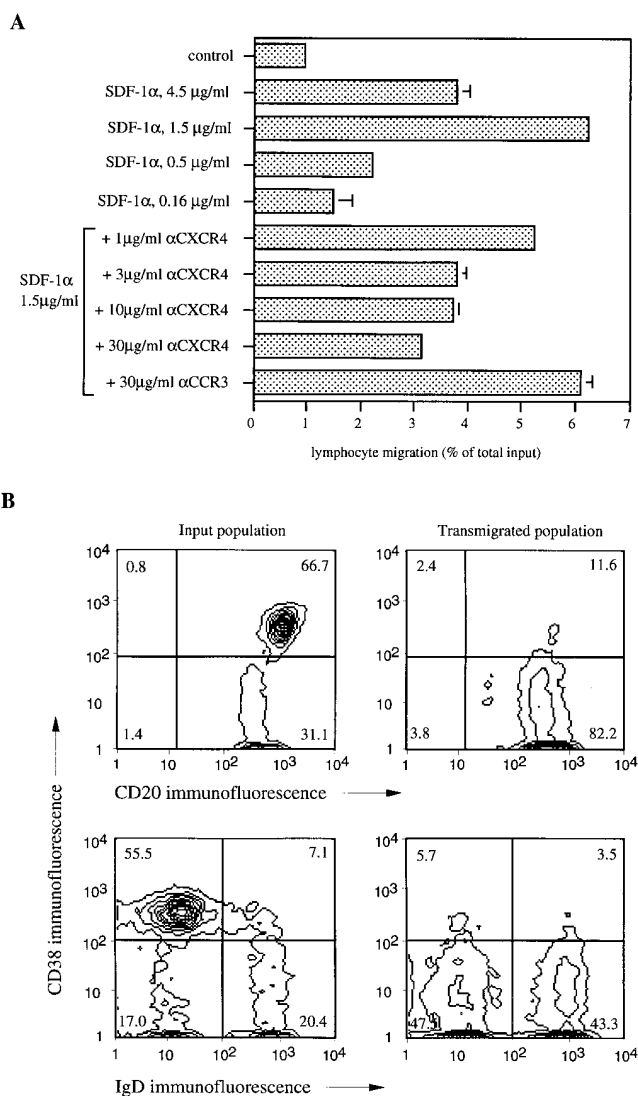 A
control
SDF-1α, 4.5 µg/ml
SDF-1α, 1.5 µg/ml
SDF-1α, 0.5 µg/ml
SDF-1α, 0.16 µg/ml
SDF-1α
1.5µg/ml
+ 1µg/ml αCXCR4
+ 3µg/ml αCXCR4
+ 10µg/ml αCXCR4
+ 30µg/ml αCXCR4
+ 30µg/ml αCCR3
0 1 2 3 4 5 6 7
lymphocyte migration (% of total input)
B
Input population
Transmigrated population
10⁴ 10³ 10² 10 1
0.8 66.7
1.4 31.1
1 10 10² 10³ 10⁴
10⁴ 10³ 10² 10 1
2.4 11.6
3.8 82.2
1 10 10² 10³ 10⁴
CD20 immunofluorescence
CD38 immunofluorescence
10⁴ 10³ 10² 10 1
55.5 7.1
17.0 20.4
1 10 10² 10³ 10⁴
10⁴ 10³ 10² 10 1
5.7 3.5
43.3
1 10 10² 10³ 10⁴
IgD immunofluorescence